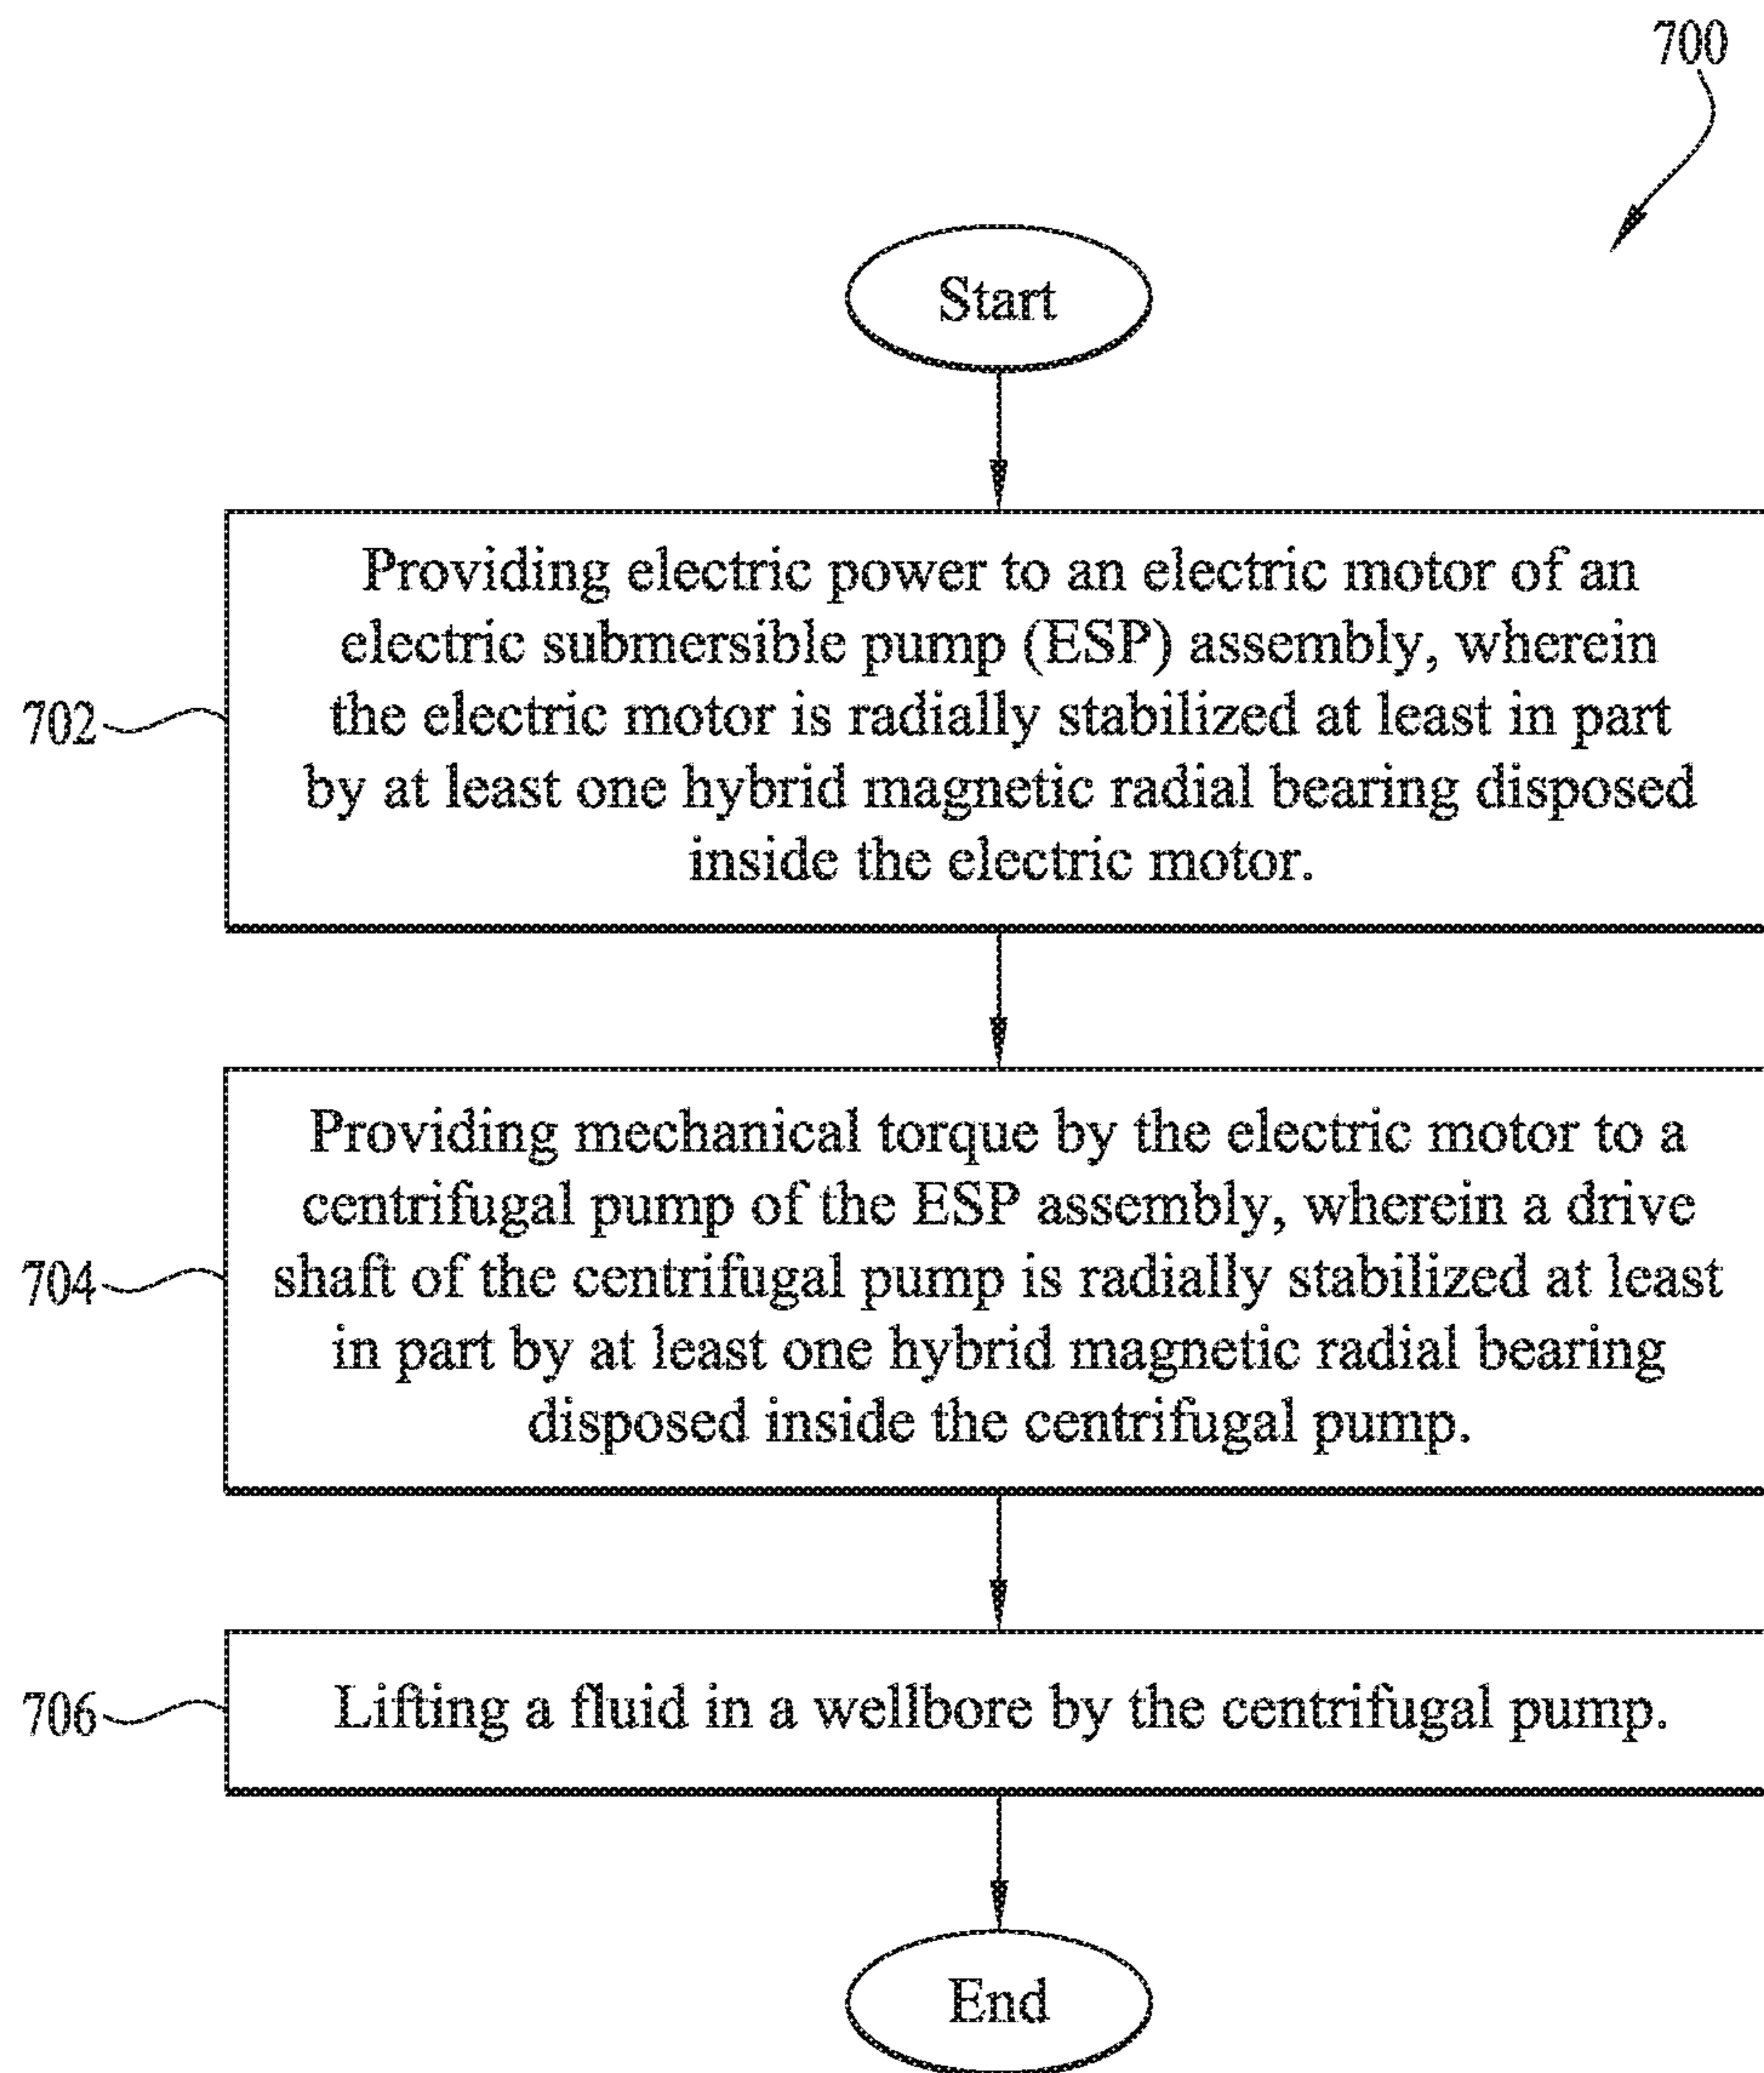 700
Start
702
Providing electric power to an electric motor of an
electric submersible pump (ESP) assembly, wherein
the electric motor is radially stabilized at least in part
by at least one hybrid magnetic radial bearing disposed
inside the electric motor.
704
Providing mechanical torque by the electric motor to a
centrifugal pump of the ESP assembly, wherein a drive
shaft of the centrifugal pump is radially stabilized at least
in part by at least one hybrid magnetic radial bearing
disposed inside the centrifugal pump.
706
Lifting a fluid in a wellbore by the centrifugal pump.
End